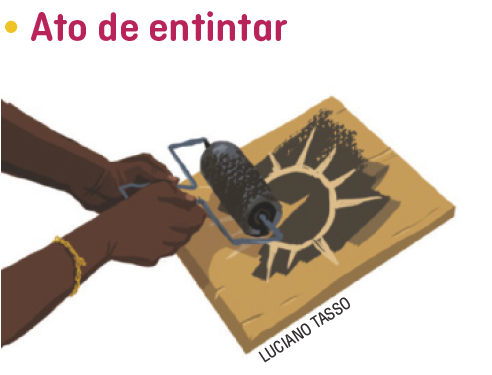 • Ato de entintar
LUCIANO TASSO